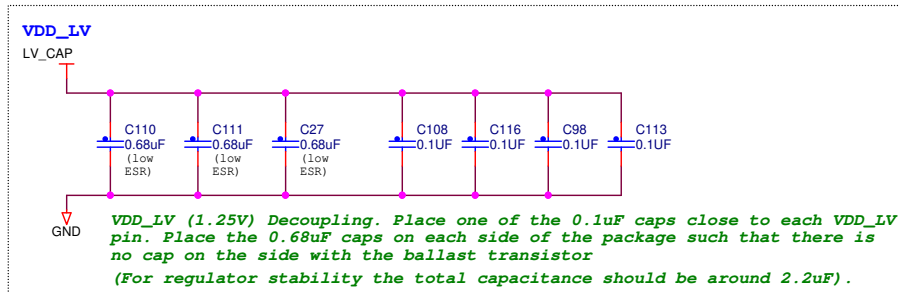 VDD_LV
LV_CAP
C110
0.68uF
(low
ESR)
C111
0.68uF
(low
ESR)
C27
0.68uF
(low
ESR)
C108
0.1UF
C116
0.1UF
C98
0.1UF
C113
0.1UF
GND
VDD_LV (1.25V) Decoupling. Place one of the 0.1uF caps close to each VDD_LV
pin. Place the 0.68uF caps on each side of the package such that there is
no cap on the side with the ballast transistor
(For regulator stability the total capacitance should be around 2.2uF).